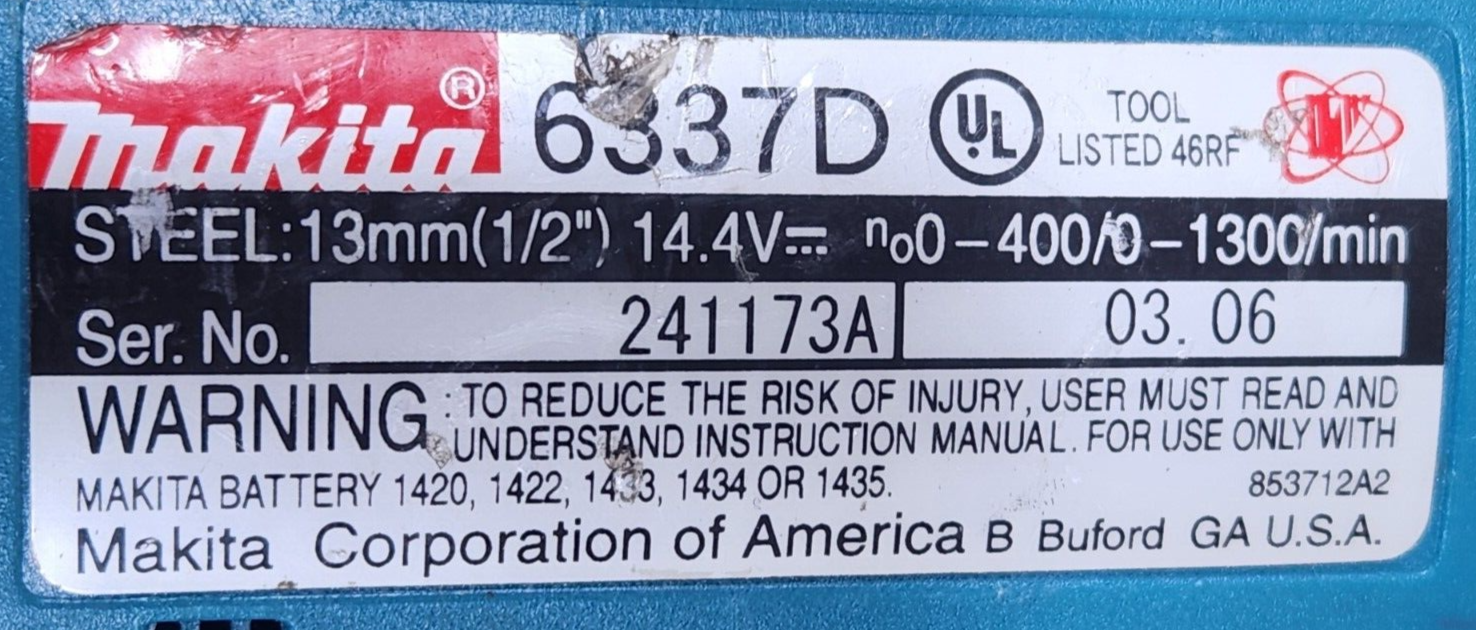 makita® 6337D UL TOOL
LISTED 46RF
STEEL:13mm(1/2") 14.4V⎓ n₀0–400/0–1300/min
Ser. No. 241173A 03. 06
WARNING : TO REDUCE THE RISK OF INJURY, USER MUST READ AND
UNDERSTAND INSTRUCTION MANUAL. FOR USE ONLY WITH
MAKITA BATTERY 1420, 1422, 1433, 1434 OR 1435. 853712A2
Makita Corporation of America B Buford GA U.S.A.